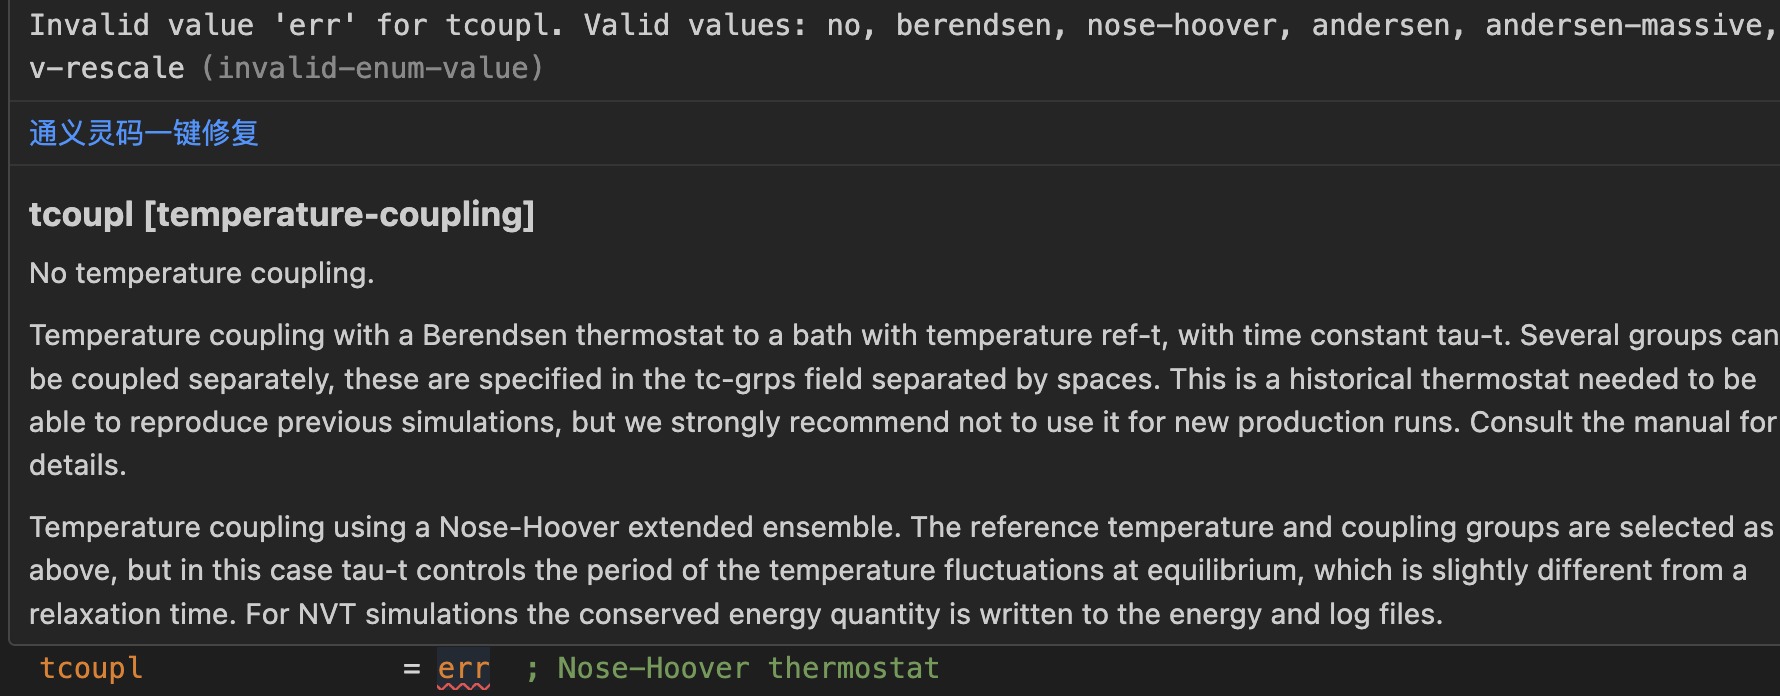 Invalid value 'err' for tcoupl. Valid values: no, berendsen, nose-hoover, andersen, andersen-massive,
v-rescale (invalid-enum-value)
通义灵码一键修复
tcoupl [temperature-coupling]
No temperature coupling.
Temperature coupling with a Berendsen thermostat to a bath with temperature ref-t, with time constant tau-t. Several groups can
be coupled separately, these are specified in the tc-grps field separated by spaces. This is a historical thermostat needed to be
able to reproduce previous simulations, but we strongly recommend not to use it for new production runs. Consult the manual for
details.
Temperature coupling using a Nose-Hoover extended ensemble. The reference temperature and coupling groups are selected as
above, but in this case tau-t controls the period of the temperature fluctuations at equilibrium, which is slightly different from a
relaxation time. For NVT simulations the conserved energy quantity is written to the energy and log files.
tcoupl = err ; Nose-Hoover thermostat